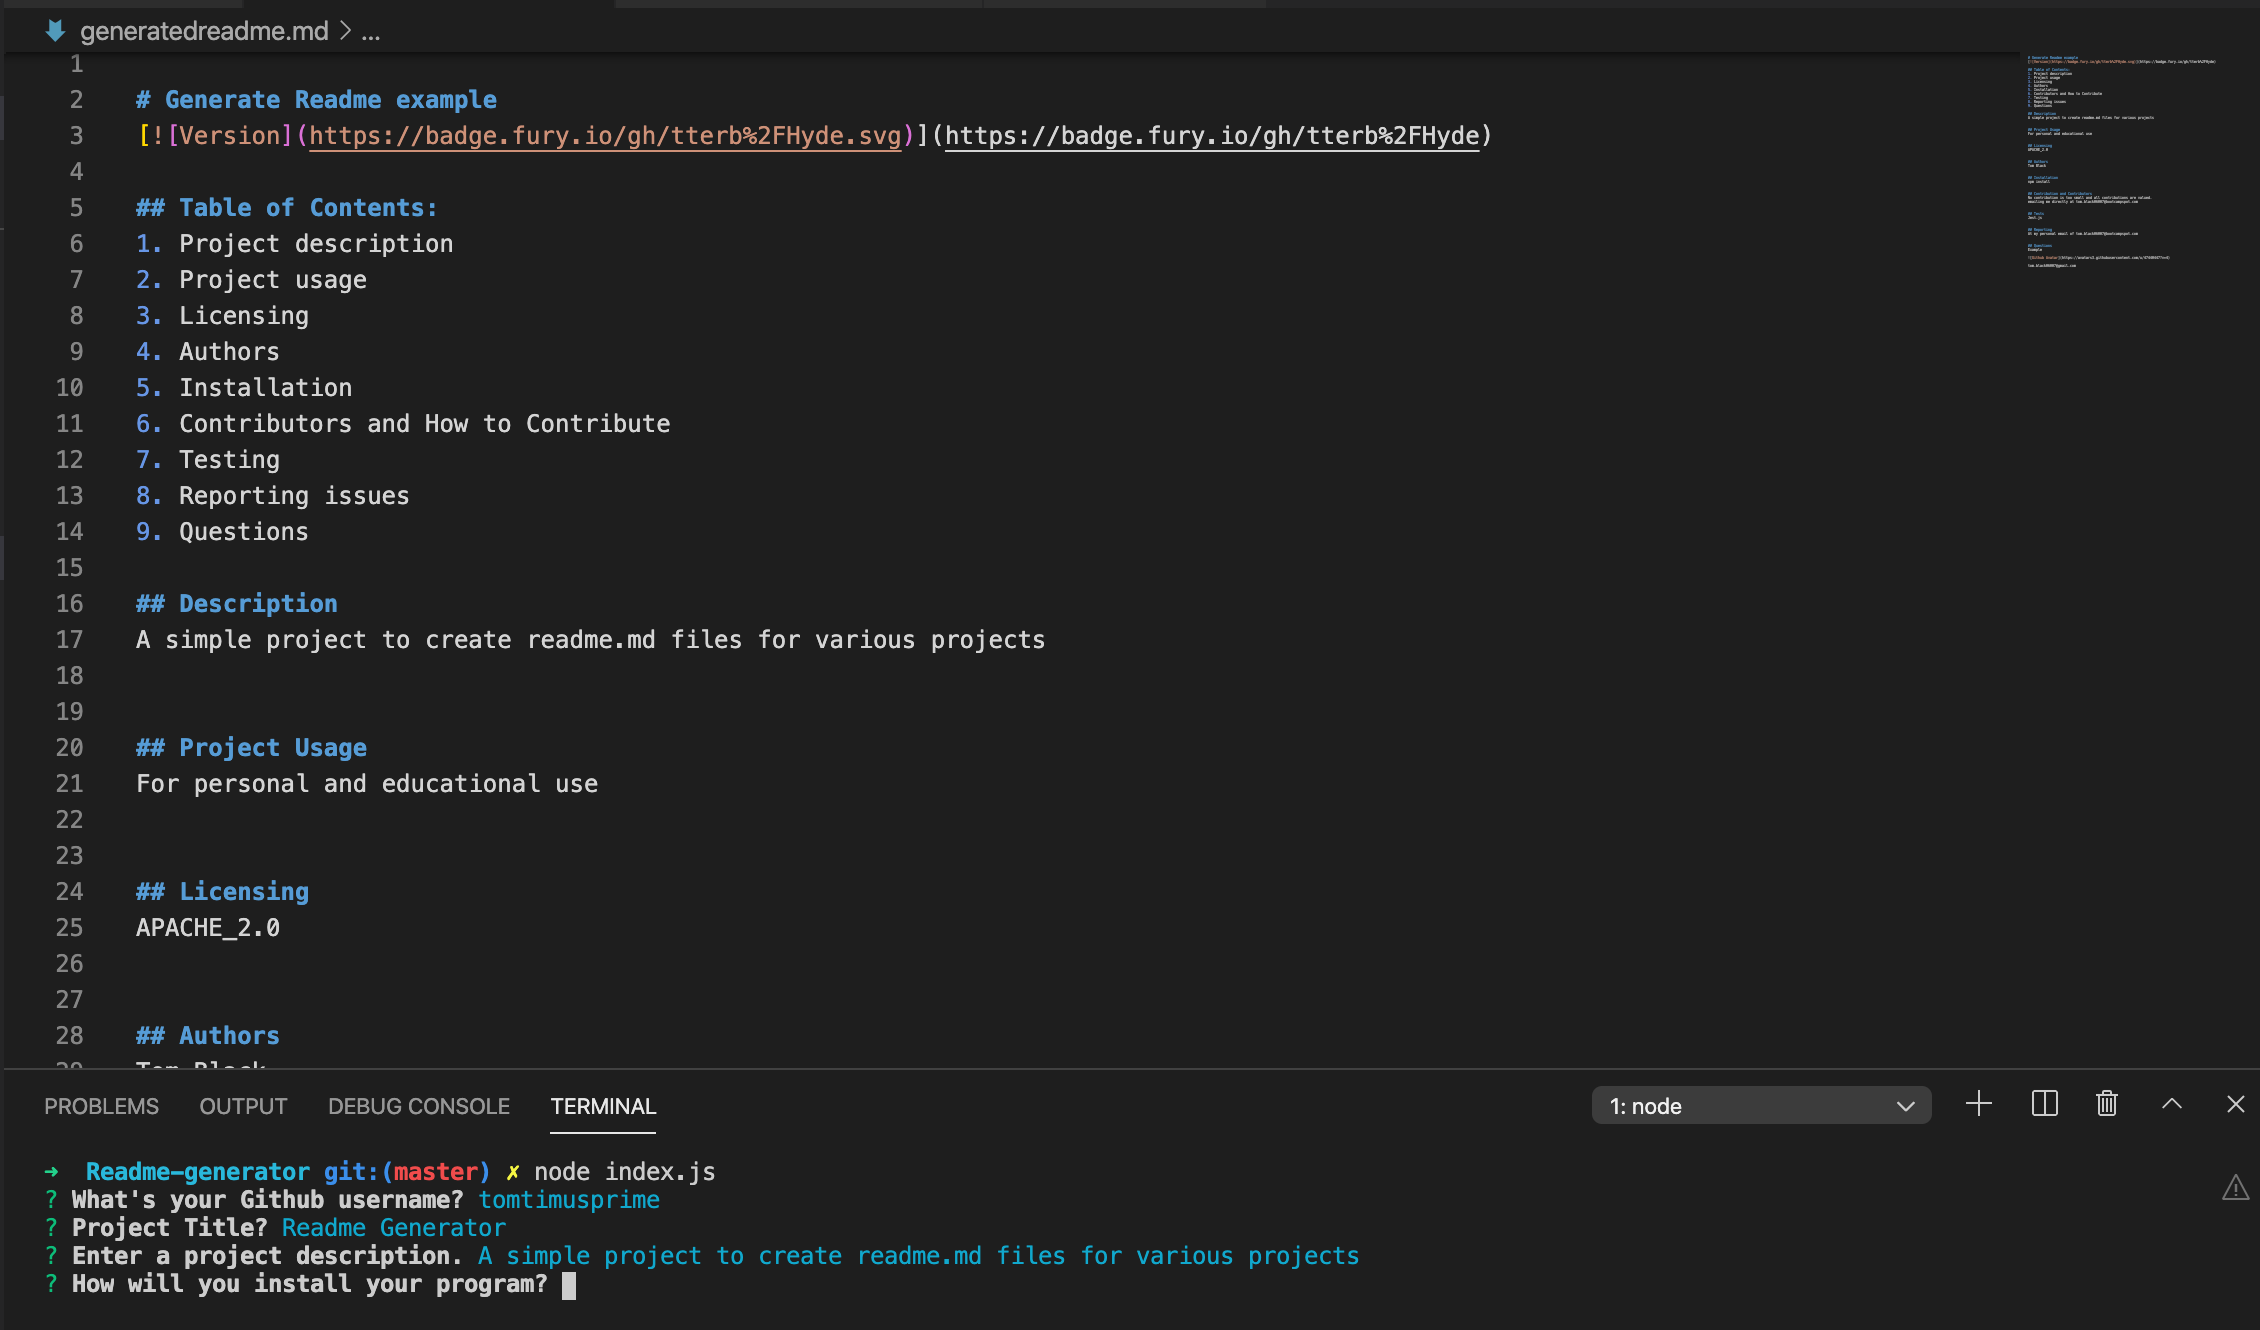 generatedreadme.md > ...
1
2 # Generate Readme example
3 [![Version](https://badge.fury.io/gh/tterb%2FHyde.svg)](https://badge.fury.io/gh/tterb%2FHyde)
4
5 ## Table of Contents:
6 1. Project description
7 2. Project usage
8 3. Licensing
9 4. Authors
10 5. Installation
11 6. Contributors and How to Contribute
12 7. Testing
13 8. Reporting issues
14 9. Questions
15
16 ## Description
17 A simple project to create readme.md files for various projects
18
19
20 ## Project Usage
21 For personal and educational use
22
23
24 ## Licensing
25 APACHE_2.0
26
27
28 ## Authors
29 Tom Black
PROBLEMS OUTPUT DEBUG CONSOLE TERMINAL 1: node
➜ Readme-generator git:(master) ✗ node index.js
? What's your Github username? tomtimusprime
? Project Title? Readme Generator
? Enter a project description. A simple project to create readme.md files for various projects
? How will you install your program?